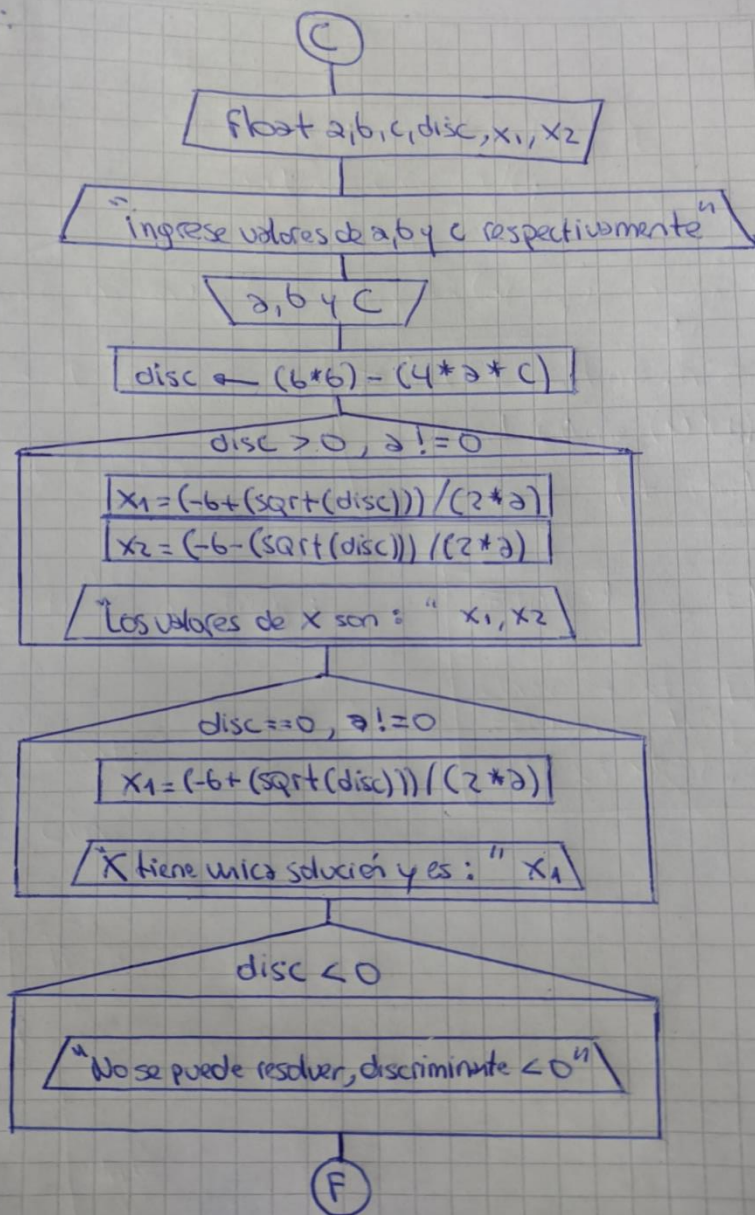 C
float a,b,c,disc,x1,x2
"ingrese valores de a,b y c respectivamente"
a,b y C
disc ← (b*b) - (4*a*c)
disc > 0, a != 0
x1 = (-b+(sqrt(disc)))/(2*a)
x2 = (-b-(sqrt(disc)))/(2*a)
"Los valores de x son: " x1, x2
disc==0, a!=0
x1=(-b+(sqrt(disc)))/(2*a)
"X tiene unica solución y es: " x1
disc < 0
"No se puede resolver, discriminante < 0"
F